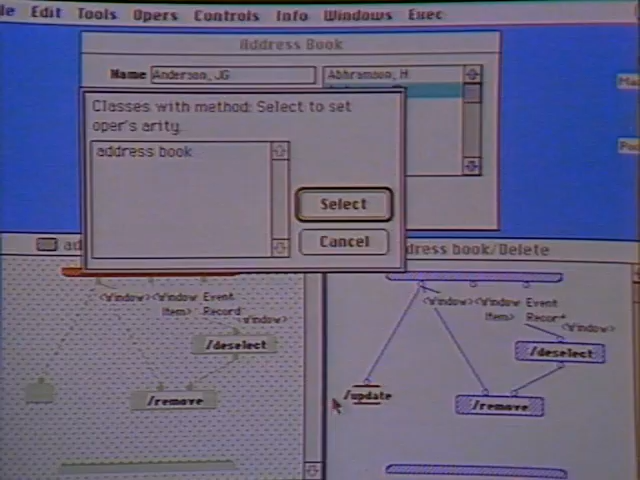 le Edit Tools Opers Controls Info Windows Exec
Address Book
Name Anderson, JG
Abhramson, H
Classes with method: Select to set
oper's arity.
address book
Select
Cancel
ad
dress book/Delete
<Window><Window Event
Item> Record
<Window>
/deselect
/remove
<Window><Window Event
Item> Record
<Window>
/deselect
/update
/remove